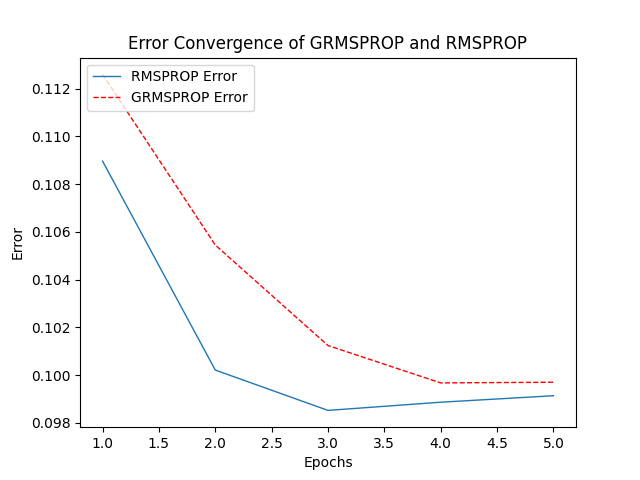 Error Convergence of GRMSPROP and RMSPROP
RMSPROP Error
GRMSPROP Error
0.112
0.110
0.108
0.106
0.104
0.102
0.100
0.098
Error
1.0 1.5 2.0 2.5 3.0 3.5 4.0 4.5 5.0
Epochs